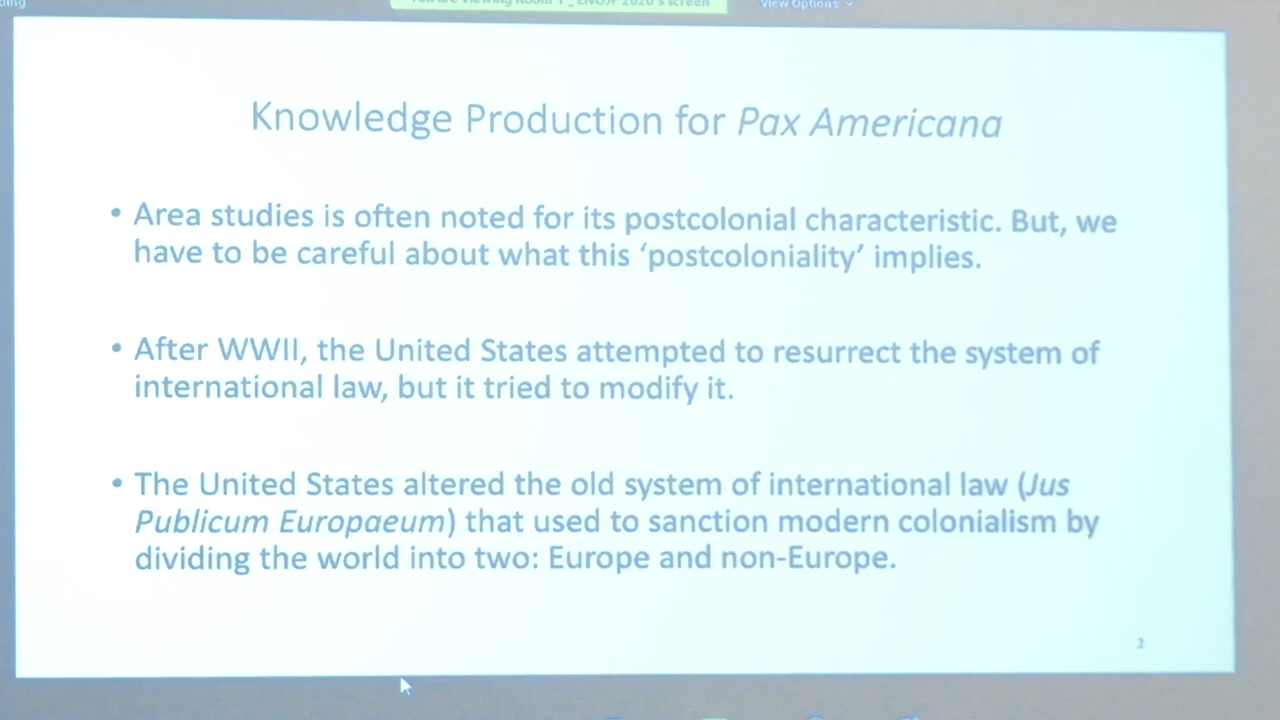 View Options
Knowledge Production for Pax Americana
• Area studies is often noted for its postcolonial characteristic. But, we
have to be careful about what this ‘postcoloniality’ implies.
• After WWII, the United States attempted to resurrect the system of
international law, but it tried to modify it.
• The United States altered the old system of international law (Jus
Publicum Europaeum) that used to sanction modern colonialism by
dividing the world into two: Europe and non-Europe.
2